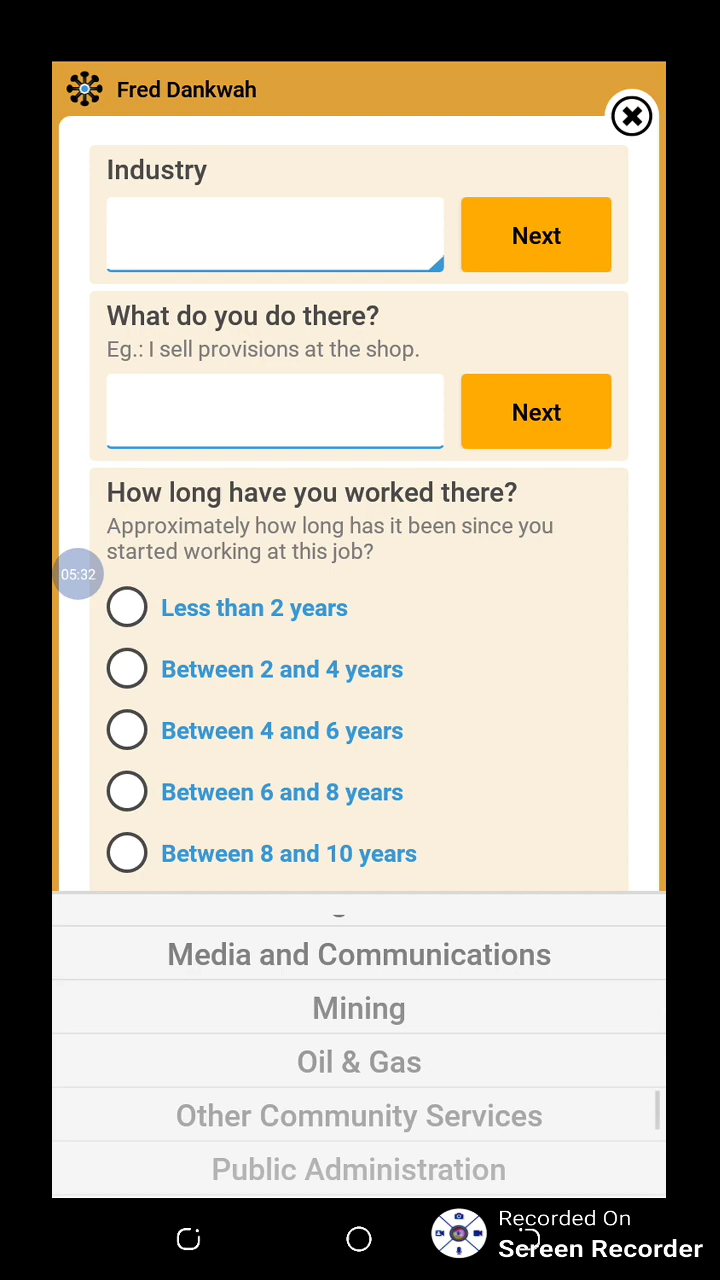 Fred Dankwah
Industry
Next
What do you do there?
Eg.: I sell provisions at the shop.
Next
How long have you worked there?
Approximately how long has it been since you
started working at this job?
05:32
Less than 2 years
Between 2 and 4 years
Between 4 and 6 years
Between 6 and 8 years
Between 8 and 10 years
Media and Communications
Mining
Oil & Gas
Other Community Services
Public Administration
Recorded On
Screen Recorder